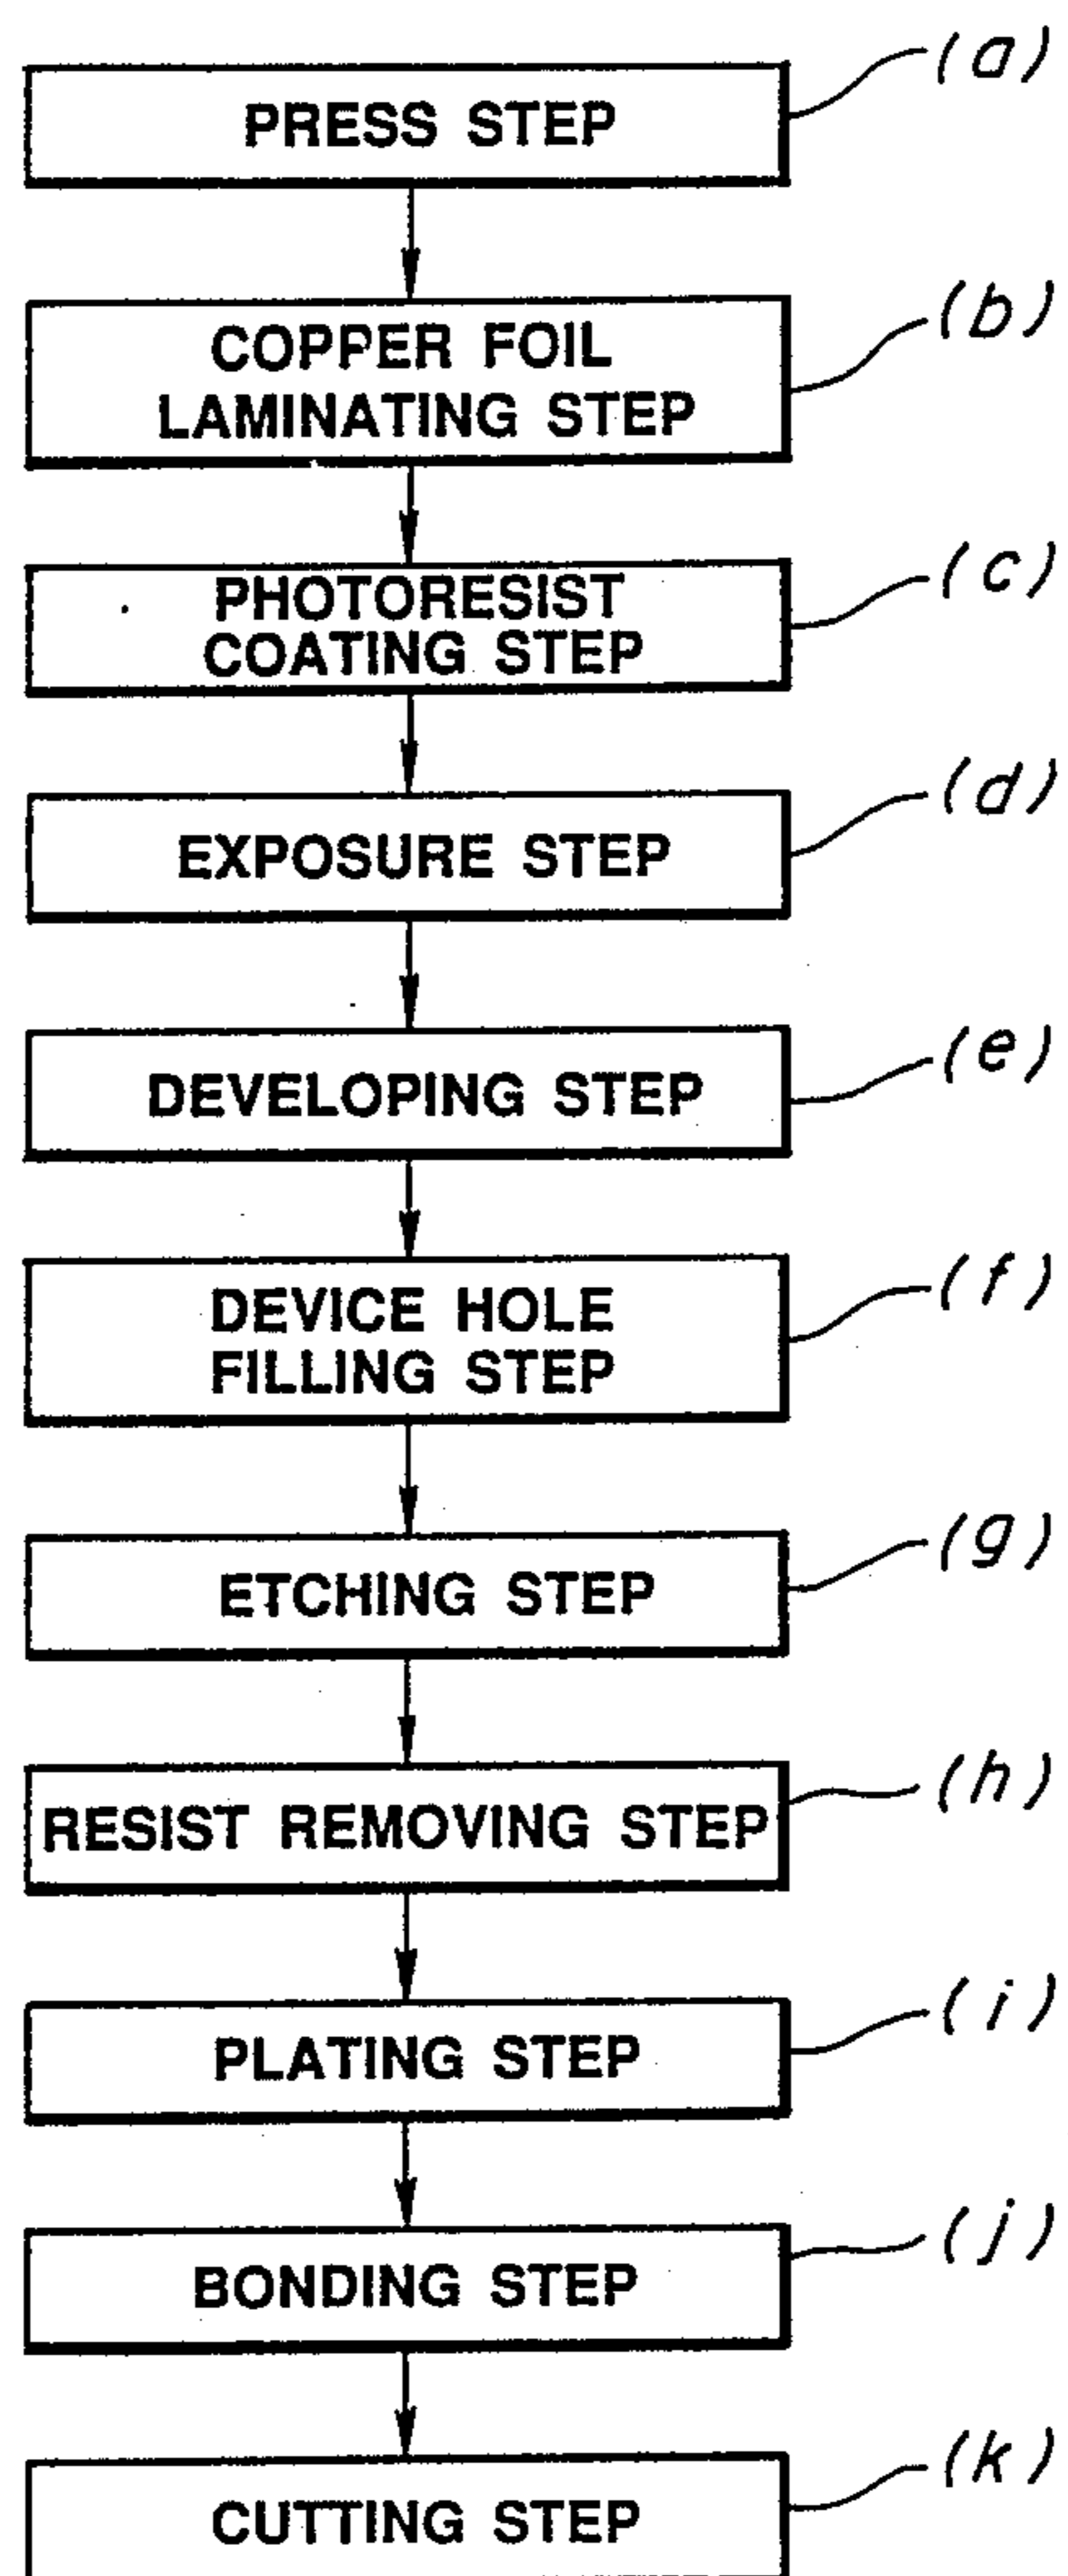 PRESS STEP
(a)
COPPER FOIL
LAMINATING STEP
(b)
PHOTORESIST
COATING STEP
(c)
EXPOSURE STEP
(d)
DEVELOPING STEP
(e)
DEVICE HOLE
FILLING STEP
(f)
ETCHING STEP
(g)
RESIST REMOVING STEP
(h)
PLATING STEP
(i)
BONDING STEP
(j)
CUTTING STEP
(k)